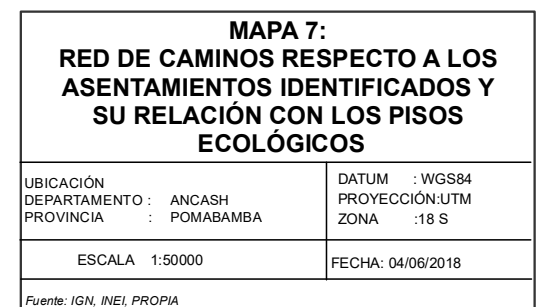 MAPA 7:
RED DE CAMINOS RESPECTO A LOS
ASENTAMIENTOS IDENTIFICADOS Y
SU RELACIÓN CON LOS PISOS
ECOLÓGICOS
UBICACIÓN
DEPARTAMENTO : ANCASH
PROVINCIA : POMABAMBA
DATUM : WGS84
PROYECCIÓN:UTM
ZONA :18 S
ESCALA 1:50000
FECHA: 04/06/2018
Fuente: IGN, INEI, PROPIA